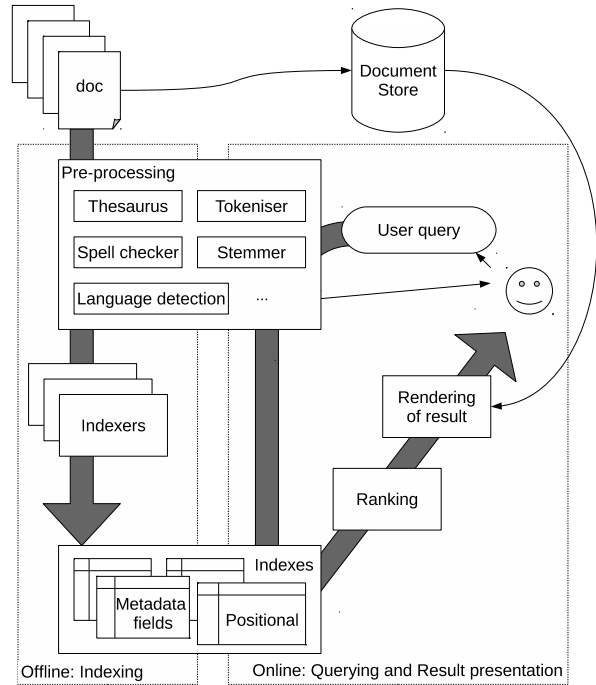 doc
Document
Store
Pre-processing
Thesaurus
Tokeniser
Spell checker
Stemmer
Language detection
...
User query
Indexers
Rendering
of result
Ranking
Indexes
Metadata
fields
Positional
Offline: Indexing
Online: Querying and Result presentation